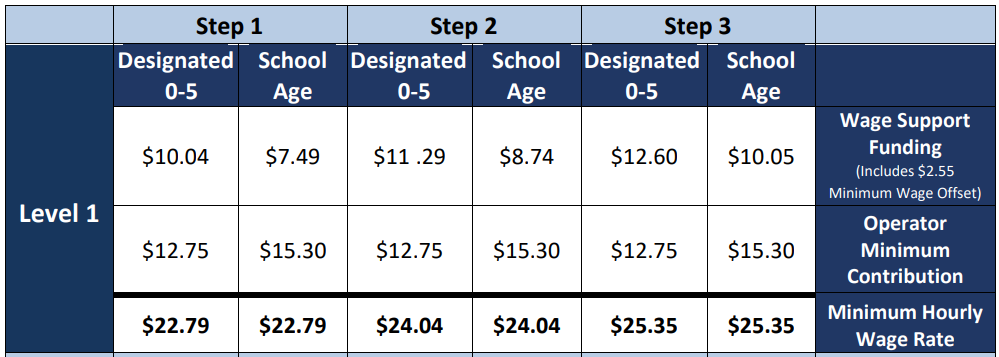 Step 1 Step 2 Step 3
Designated School Designated School Designated School
0-5 Age 0-5 Age 0-5 Age
Level 1
$10.04 $7.49 $11 .29 $8.74 $12.60 $10.05
Wage Support
Funding
(Includes $2.55
Minimum Wage Offset)
$12.75 $15.30 $12.75 $15.30 $12.75 $15.30
Operator
Minimum
Contribution
$22.79 $22.79 $24.04 $24.04 $25.35 $25.35
Minimum Hourly
Wage Rate